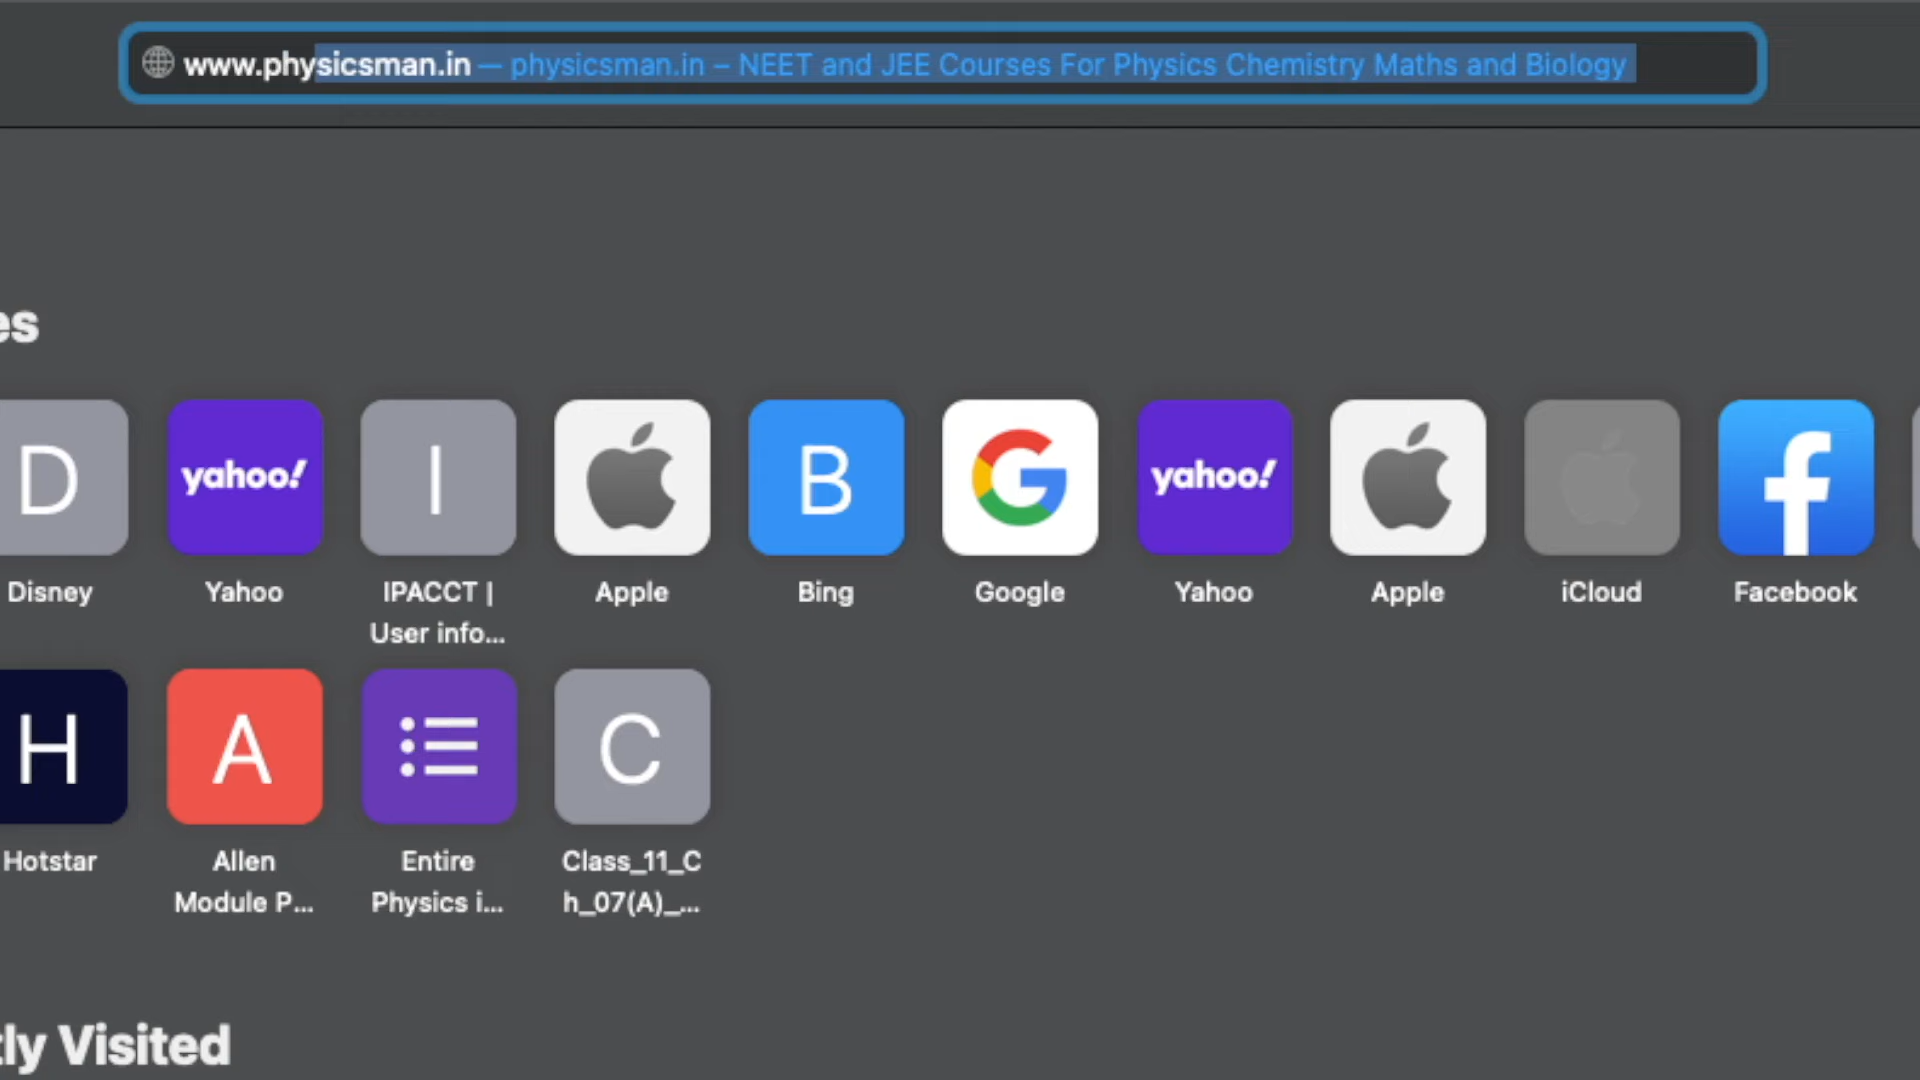 www.physicsman.in — physicsman.in – NEET and JEE Courses For Physics Chemistry Maths and Biology
es
D
yahoo!
I
B
G
yahoo!
f
Disney
Yahoo
IPACCT |
User info...
Apple
Bing
Google
Yahoo
Apple
iCloud
Facebook
H
A
C
Hotstar
Allen
Module P...
Entire
Physics i...
Class_11_C
h_07(A)_...
tly Visited